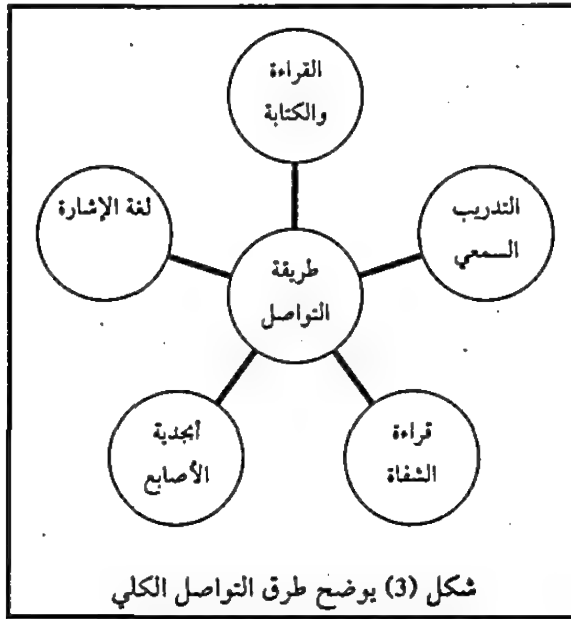 القراءة
والكتابة
لغة الإشارة
التدريب
السمعي
طريقة
التواصل
أبجدية
الأصابع
قراءة
الشفاة
شكل (3) يوضح طرق التواصل الكلي